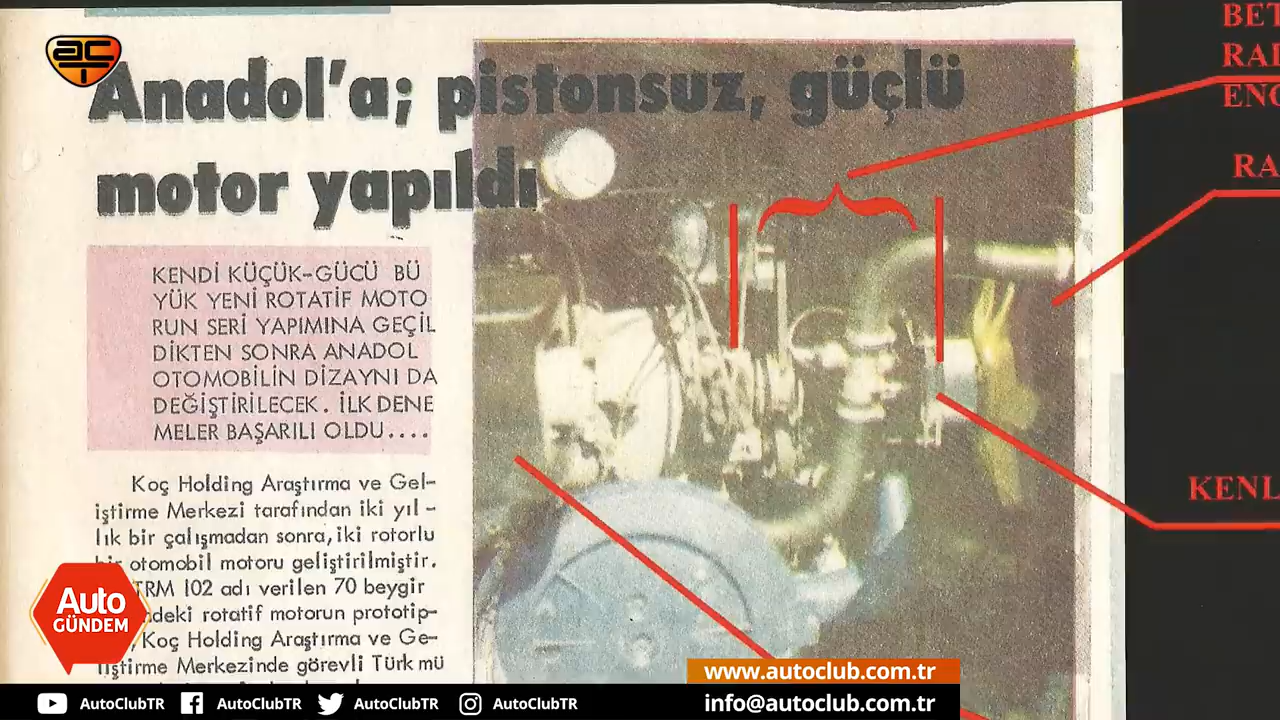 Anadol'a; pistonsuz, güçlü
motor yapıldı
KENDİ KÜÇÜK-GÜCÜ BÜ
YÜK YENİ ROTATİF MOTO
RUN SERİ YAPIMINA GEÇİL
DİKTEN SONRA ANADOL
OTOMOBİLİN DİZAYNI DA
DEĞİŞTİRİLECEK. İLK DENE
MELER BAŞARILI OLDU....
Koç Holding Araştırma ve Gel-
iştirme Merkezi tarafından iki yıl -
lık bir çalışmadan sonra, iki rotorlu
bir otomobil motoru geliştirilmiştir.
TRM 102 adı verilen 70 beygir
rotatif motorun prototip-
Koç Holding Araştırma ve Ge-
liştirme Merkezinde görevli Türk mü
BET
RAD
ENG
RA
KENL
Auto
GÜNDEM
www.autoclub.com.tr
AutoClubTR AutoClubTR AutoClubTR AutoClubTR info@autoclub.com.tr